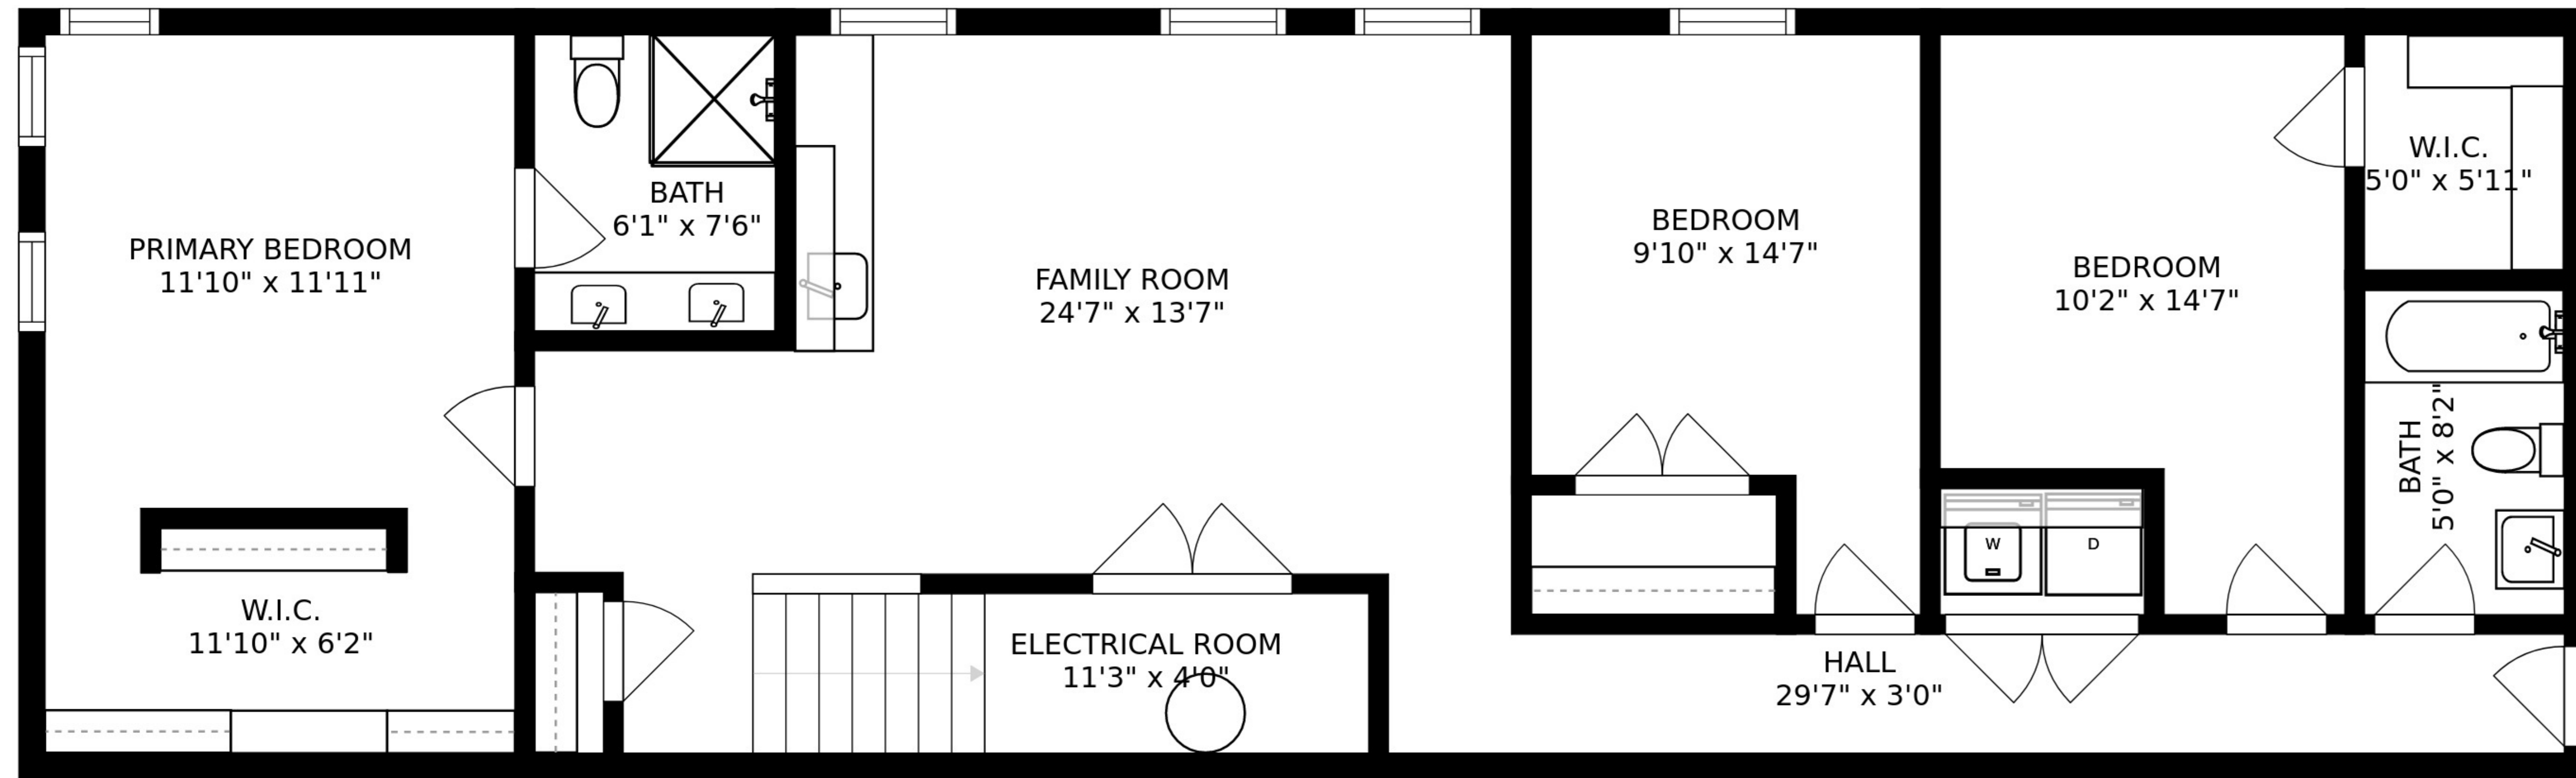 PRIMARY BEDROOM
11'10" x 11'11"
W.I.C.
11'10" x 6'2"
BATH
6'1" x 7'6"
FAMILY ROOM
24'7" x 13'7"
ELECTRICAL ROOM
11'3" x 4'0"
BEDROOM
9'10" x 14'7"
BEDROOM
10'2" x 14'7"
W
D
HALL
29'7" x 3'0"
W.I.C.
5'0" x 5'11"
BATH
5'0" x 8'2"